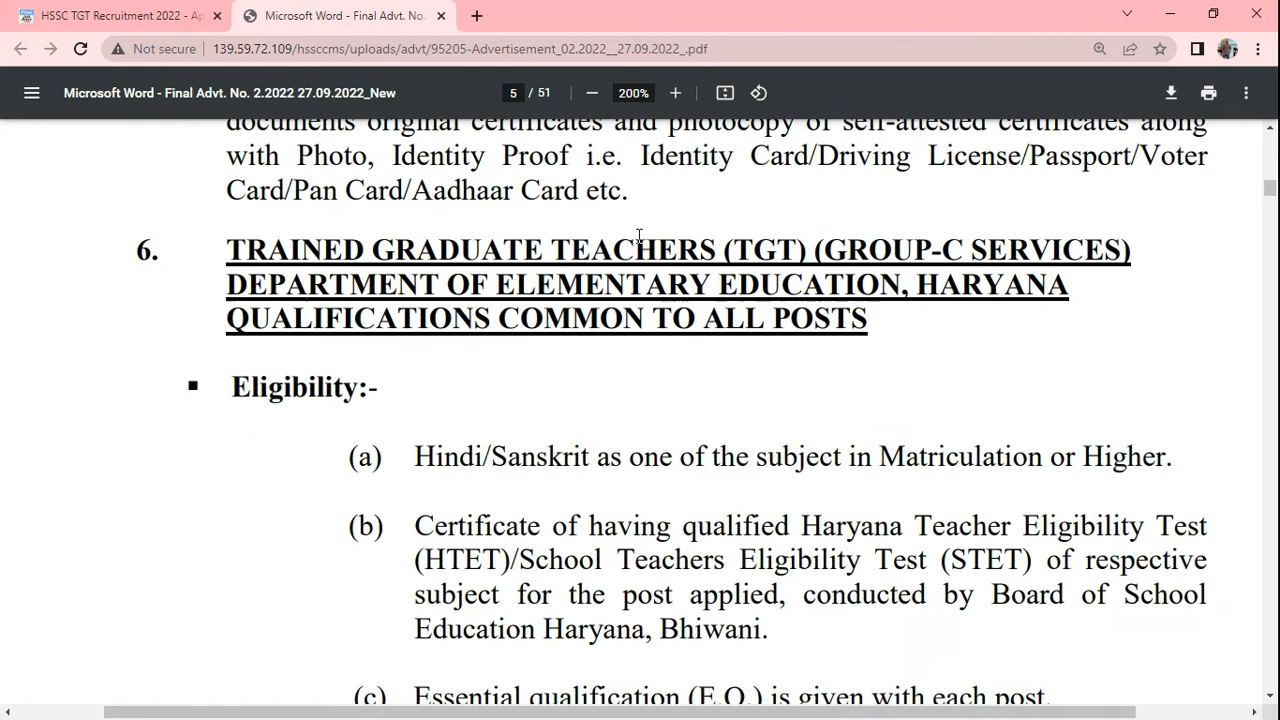 HSSC TGT Recruitment 2022 - Ap
Microsoft Word - Final Advt. No.
Not secure 139.59.72.109/hssccms/uploads/advt/95205-Advertisement_02.2022__27.09.2022_.pdf
Microsoft Word - Final Advt. No. 2.2022 27.09.2022_New 5 / 51 200%
documents original certificates and photocopy of self-attested certificates along
with Photo, Identity Proof i.e. Identity Card/Driving License/Passport/Voter
Card/Pan Card/Aadhaar Card etc.
6. TRAINED GRADUATE TEACHERS (TGT) (GROUP-C SERVICES)
DEPARTMENT OF ELEMENTARY EDUCATION, HARYANA
QUALIFICATIONS COMMON TO ALL POSTS
▪ Eligibility:-
(a) Hindi/Sanskrit as one of the subject in Matriculation or Higher.
(b) Certificate of having qualified Haryana Teacher Eligibility Test
(HTET)/School Teachers Eligibility Test (STET) of respective
subject for the post applied, conducted by Board of School
Education Haryana, Bhiwani.
(c) Essential qualification (E.Q.) is given with each post.